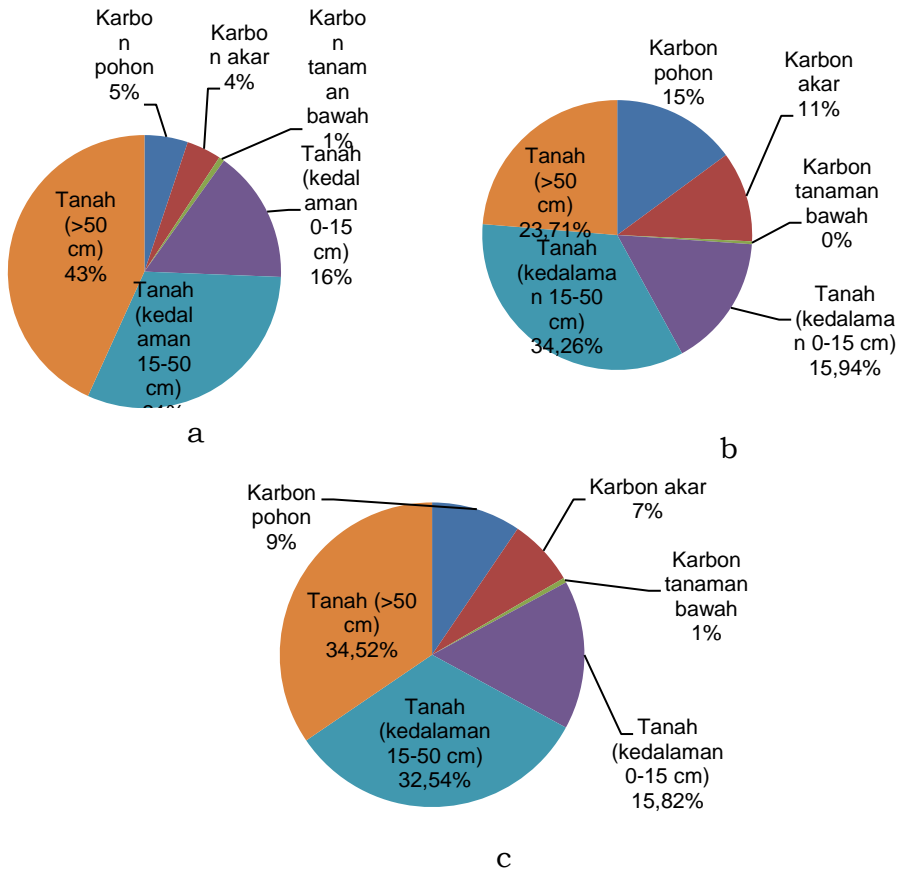 Karbo
n
pohon
5%
Karbo
n akar
4%
Karbo
n
tanam
an
bawah
1%
Tanah
(kedal
aman
0-15
cm)
16%
Tanah
(kedal
aman
15-50
cm)
Tanah
(>50
cm)
43%
a
Karbon
pohon
15%
Karbon
akar
11%
Karbon
tanaman
bawah
0%
Tanah
(kedalama
n 0-15 cm)
15,94%
Tanah
(kedalama
n 15-50
cm)
34,26%
Tanah
(>50
cm)
23,71%
b
Karbon
pohon
9%
Karbon akar
7%
Karbon
tanaman
bawah
1%
Tanah
(kedalaman
0-15 cm)
15,82%
Tanah
(kedalaman
15-50 cm)
32,54%
Tanah (>50
cm)
34,52%
c